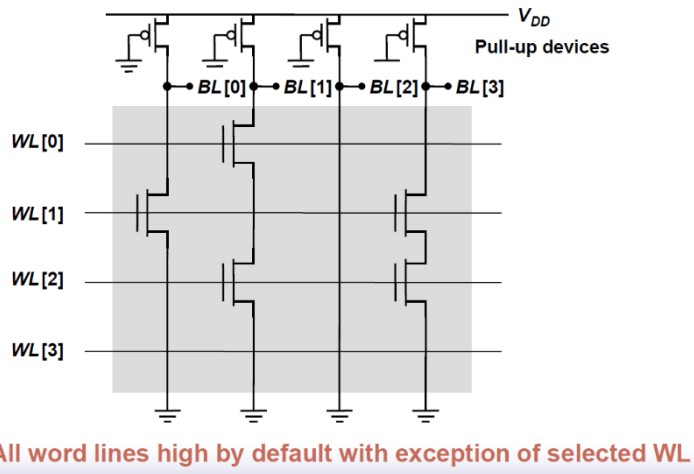 V_DD
Pull-up devices
BL[0] BL[1] BL[2] BL[3]
WL[0]
WL[1]
WL[2]
WL[3]
All word lines high by default with exception of selected WL